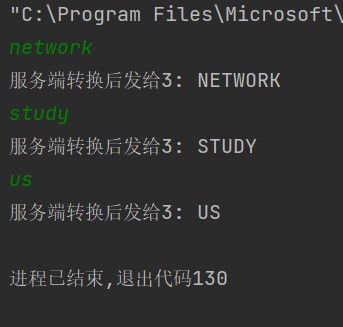 "C:\Program Files\Microsoft\
network
服务端转换后发给3: NETWORK
study
服务端转换后发给3: STUDY
us
服务端转换后发给3: US
进程已结束,退出代码130